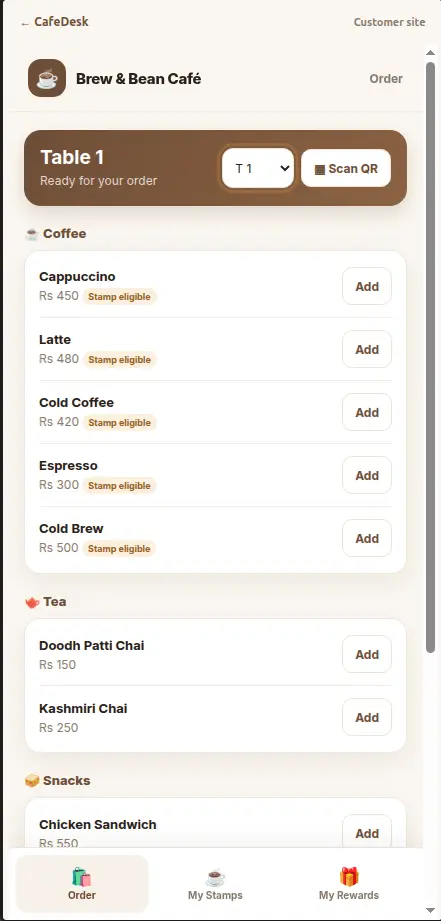 ← CafeDesk
Customer site
Brew & Bean Café
Order
Table 1
Ready for your order
T 1
Scan QR
Coffee
Cappuccino
Rs 450 Stamp eligible
Add
Latte
Rs 480 Stamp eligible
Add
Cold Coffee
Rs 420 Stamp eligible
Add
Espresso
Rs 300 Stamp eligible
Add
Cold Brew
Rs 500 Stamp eligible
Add
Tea
Doodh Patti Chai
Rs 150
Add
Kashmiri Chai
Rs 250
Add
Snacks
Chicken Sandwich
Rs 550
Add
Order
My Stamps
My Rewards